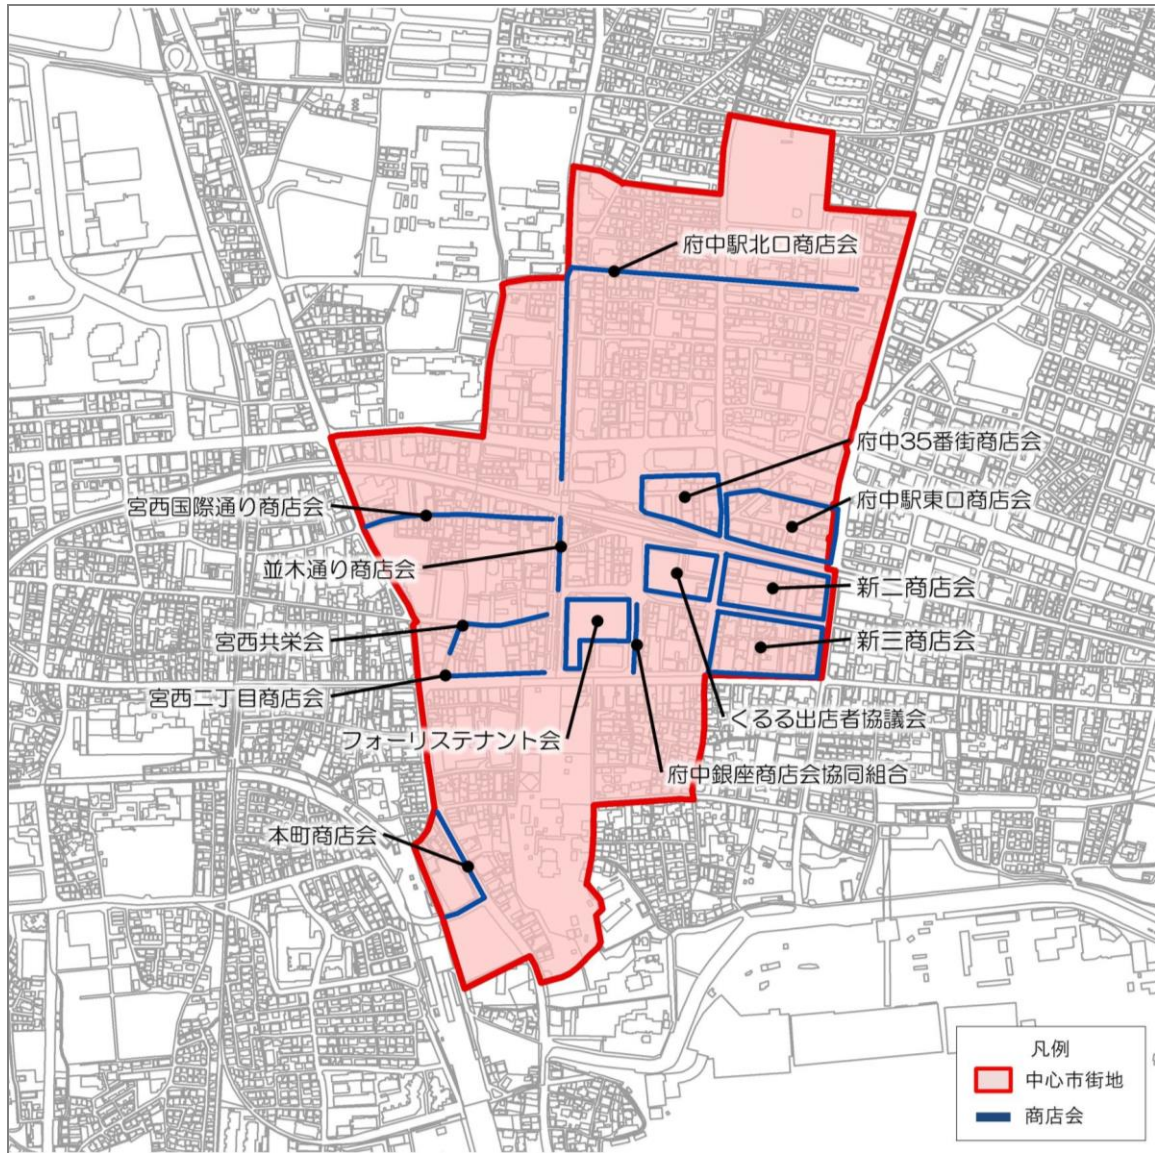 府中駅北口商店会
府中35番街商店会
府中駅東口商店会
宮西国際通り商店会
並木通り商店会
新二商店会
宮西共栄会
新三商店会
宮西二丁目商店会
くるる出店者協議会
フォーリステナント会
府中銀座商店会協同組合
本町商店会
凡例
中心市街地
商店会